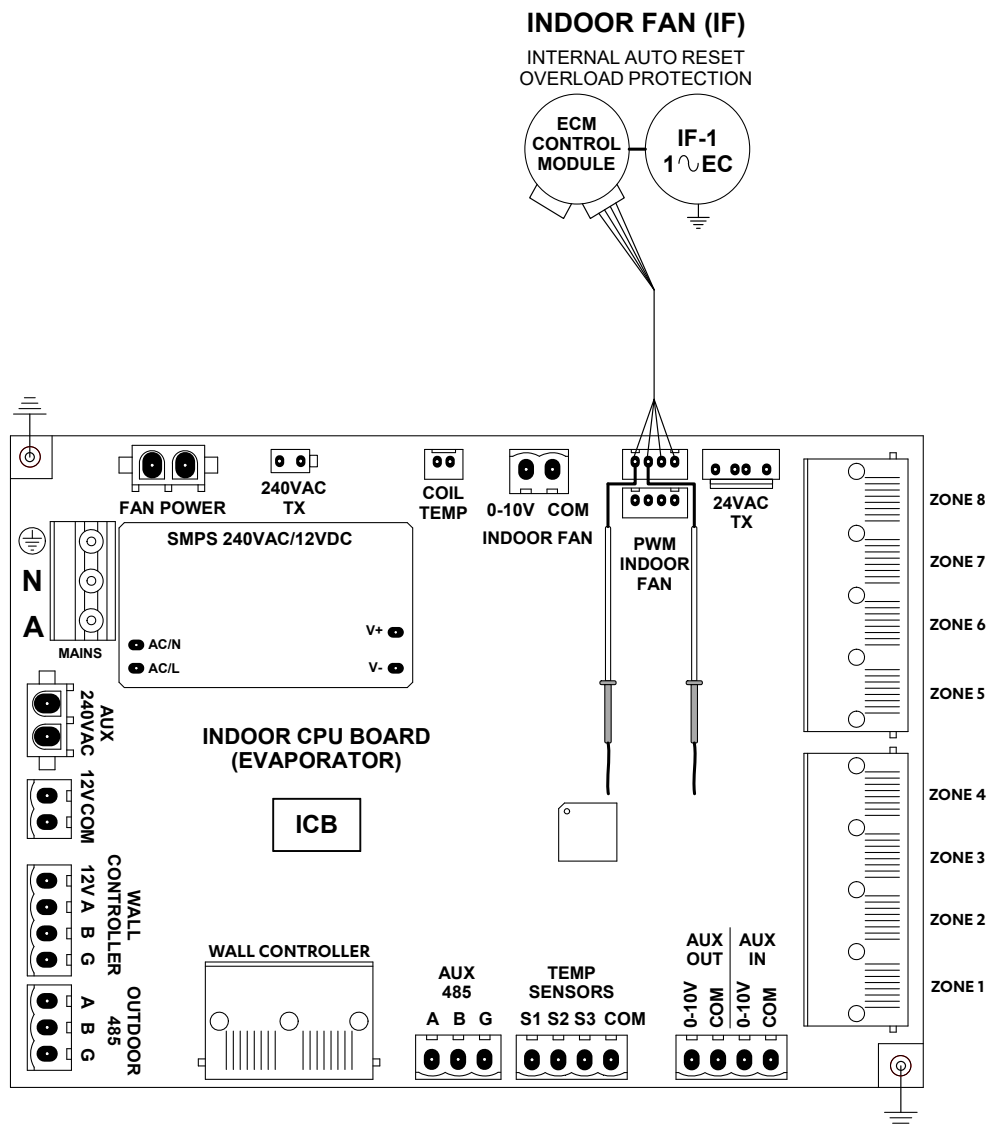 INDOOR FAN (IF)
INTERNAL AUTO RESET
OVERLOAD PROTECTION
ECM
CONTROL
MODULE
IF-1
1∿EC
FAN POWER
240VAC
TX
COIL
TEMP
0-10V COM
INDOOR FAN
PWM
INDOOR
FAN
24VAC
TX
ZONE 8
ZONE 7
ZONE 6
ZONE 5
ZONE 4
ZONE 3
ZONE 2
ZONE 1
N
A
MAINS
SMPS 240VAC/12VDC
AC/N
AC/L
V+
V-
AUX
240VAC
12V COM
INDOOR CPU BOARD
(EVAPORATOR)
ICB
WALL
CONTROLLER
12V A B G
OUTDOOR
485
A B G
WALL CONTROLLER
AUX
485
A B G
TEMP
SENSORS
S1 S2 S3 COM
AUX
OUT
AUX
IN
0-10V
COM
0-10V
COM